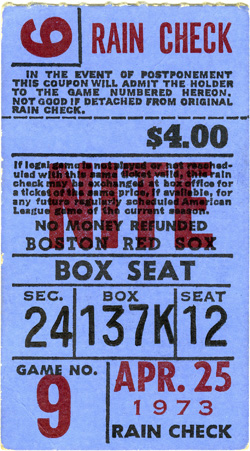 6 RAIN CHECK
IN THE EVENT OF POSTPONEMENT
THIS COUPON WILL ADMIT THE HOLDER
TO THE GAME NUMBERED HEREON.
NOT GOOD IF DETACHED FROM ORIGINAL
RAIN CHECK.
$4.00
NITE
If legal game is not played or not resched-
uled with this same ticket valid, this rain
check may be exchanged at box office for
a ticket of the same price, if available, for
any future regularly scheduled American
League game of the current season.
NO MONEY REFUNDED
BOSTON RED SOX
BOX SEAT
SEC. BOX SEAT
24 137K 12
GAME NO. APR. 25
9 1973
RAIN CHECK